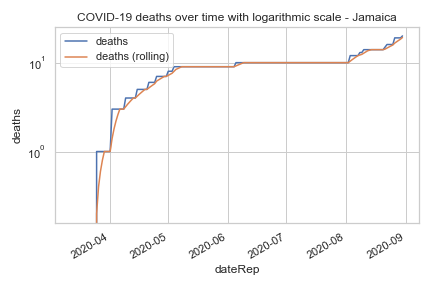 COVID-19 deaths over time with logarithmic scale - Jamaica
deaths
deaths (rolling)
10¹
10⁰
deaths
2020-04
2020-05
2020-06
2020-07
2020-08
2020-09
dateRep